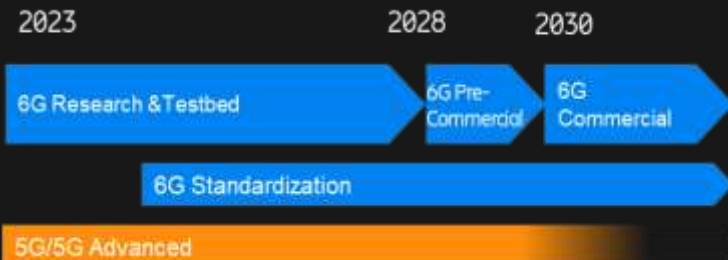 2023 2028 2030
6G Research &Testbed
6G Pre-
Commercial
6G
Commercial
6G Standardization
5G/5G Advanced